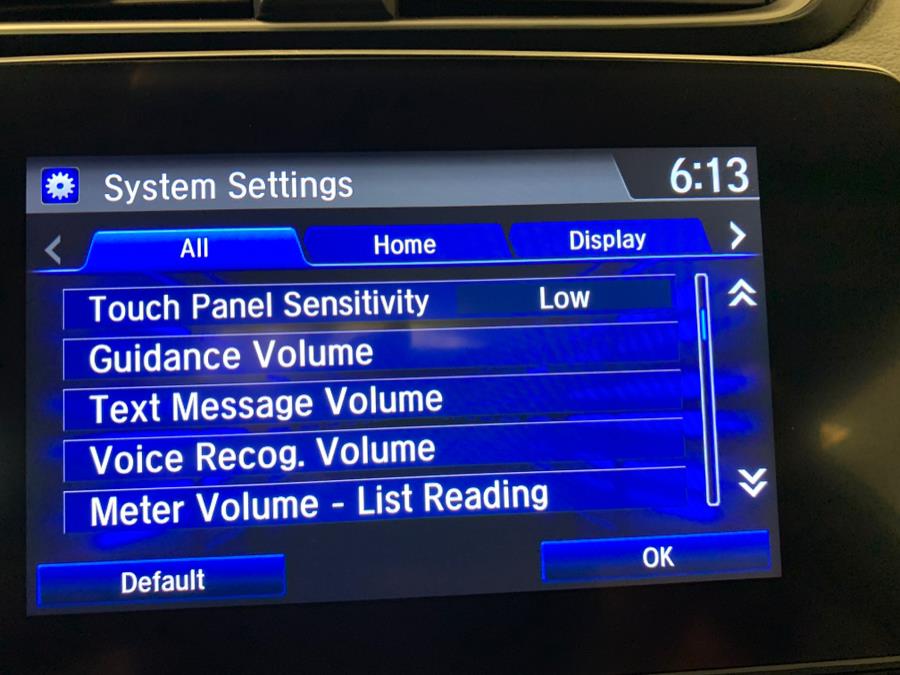 System Settings
6:13
All
Home
Display
Touch Panel Sensitivity Low
Guidance Volume
Text Message Volume
Voice Recog. Volume
Meter Volume - List Reading
Default
OK